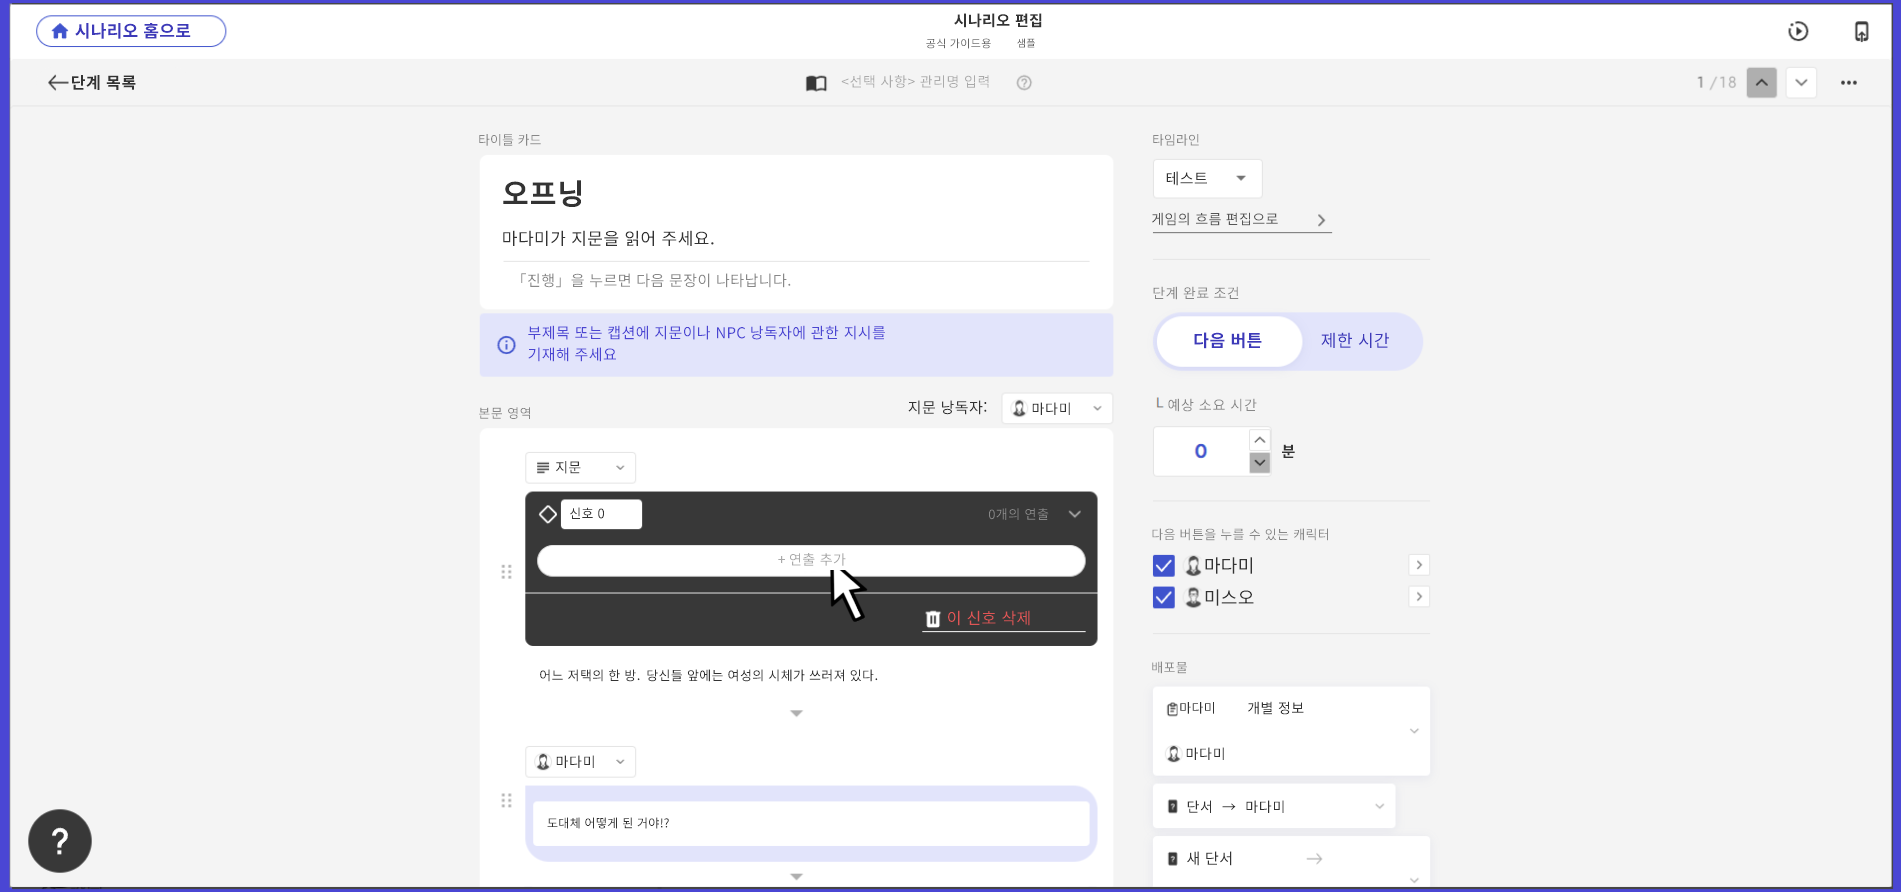 시나리오 홈으로
시나리오 편집
공식 가이드용 샘플
단계 목록
<선택 사항> 관리명 입력
1 /18
타이틀 카드
오프닝
마다미가 지문을 읽어 주세요.
「진행」을 누르면 다음 문장이 나타납니다.
부제목 또는 캡션에 지문이나 NPC 낭독자에 관한 지시를
기재해 주세요
본문 영역
지문 낭독자:
마다미
지문
신호 0
0개의 연출
+ 연출 추가
이 신호 삭제
어느 저택의 한 방. 당신들 앞에는 여성의 시체가 쓰러져 있다.
마다미
도대체 어떻게 된 거야!?
?
타임라인
테스트
게임의 흐름 편집으로
단계 완료 조건
다음 버튼
제한 시간
└ 예상 소요 시간
0
분
다음 버튼을 누를 수 있는 캐릭터
마다미
미스오
배포물
마다미 개별 정보
마다미
단서 → 마다미
새 단서 →